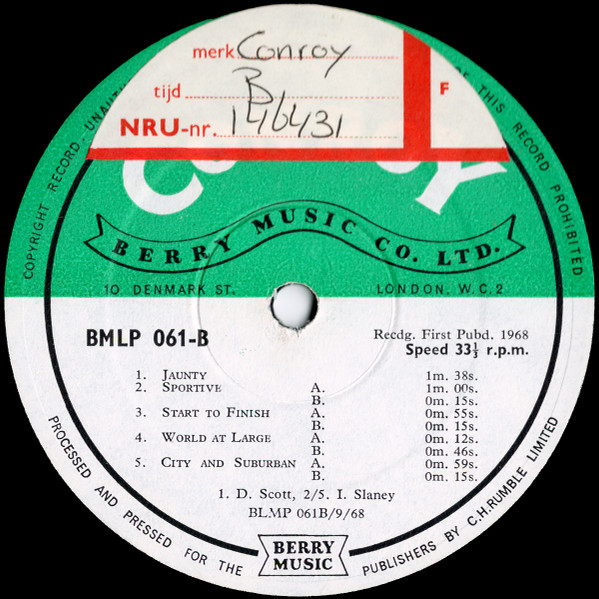 merk Conroy
tijd B
NRU-nr. 146431
F
BERRY MUSIC CO. LTD.
10 DENMARK ST. LONDON, W.C.2
BMLP 061-B
Recdg. First Pubd. 1968
Speed 33⅓ r.p.m.
1. JAUNTY 1m. 38s.
2. SPORTIVE A. 1m. 00s.
B. 0m. 15s.
3. START TO FINISH A. 0m. 55s.
B. 0m. 15s.
4. WORLD AT LARGE A. 0m. 12s.
B. 0m. 46s.
5. CITY AND SUBURBAN A. 0m. 59s.
B. 0m. 15s.
1. D. Scott, 2/5. I. Slaney
BLMP 061B/9/68
COPYRIGHT RECORD - OF THIS RECORD PROHIBITED
PROCESSED AND PRESSED FOR THE PUBLISHERS BY C.H.RUMBLE LIMITED
BERRY
MUSIC